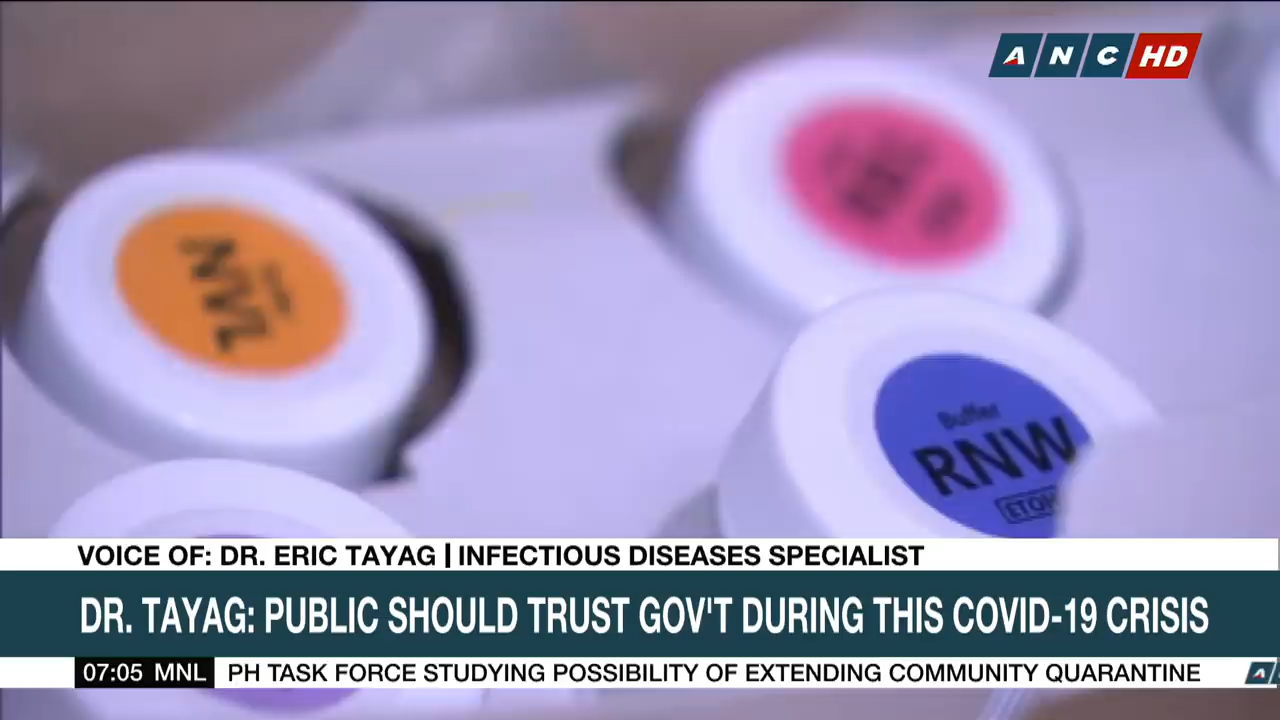 ANC HD
Buffer
RNW
VOICE OF: DR. ERIC TAYAG | INFECTIOUS DISEASES SPECIALIST
DR. TAYAG: PUBLIC SHOULD TRUST GOV'T DURING THIS COVID-19 CRISIS
07:05 MNL PH TASK FORCE STUDYING POSSIBILITY OF EXTENDING COMMUNITY QUARANTINE